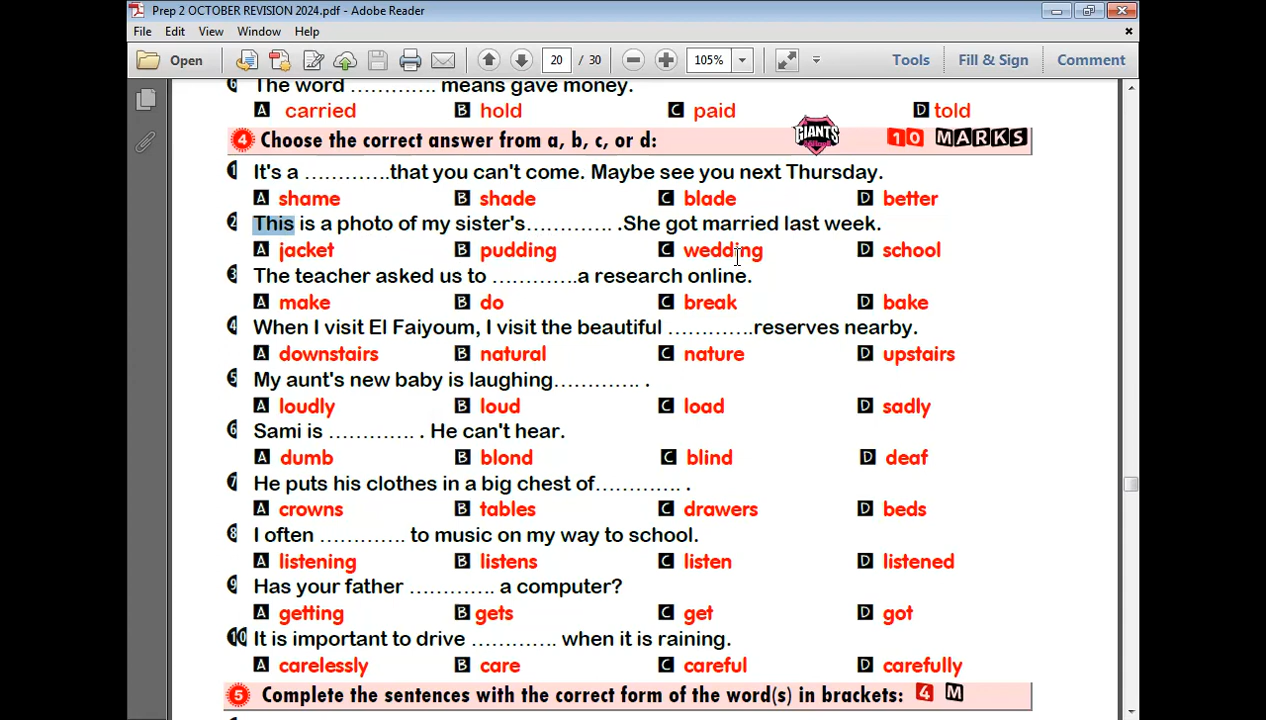 Prep 2 OCTOBER REVISION 2024.pdf - Adobe Reader
File Edit View Window Help
Open 20 / 30 105% Tools Fill & Sign Comment
6 The word …………. means gave money.
A carried B hold C paid D told
4 Choose the correct answer from a, b, c, or d: GIANTS 10 MARKS
1 It's a ………….that you can't come. Maybe see you next Thursday.
A shame B shade C blade D better
2 This is a photo of my sister's…………. .She got married last week.
A jacket B pudding C wedding D school
3 The teacher asked us to ………….a research online.
A make B do C break D bake
4 When I visit El Faiyoum, I visit the beautiful ………….reserves nearby.
A downstairs B natural C nature D upstairs
5 My aunt's new baby is laughing…………. .
A loudly B loud C load D sadly
6 Sami is …………. . He can't hear.
A dumb B blond C blind D deaf
7 He puts his clothes in a big chest of…………. .
A crowns B tables C drawers D beds
8 I often …………. to music on my way to school.
A listening B listens C listen D listened
9 Has your father …………. a computer?
A getting B gets C get D got
10 It is important to drive …………. when it is raining.
A carelessly B care C careful D carefully
5 Complete the sentences with the correct form of the word(s) in brackets: 4 M